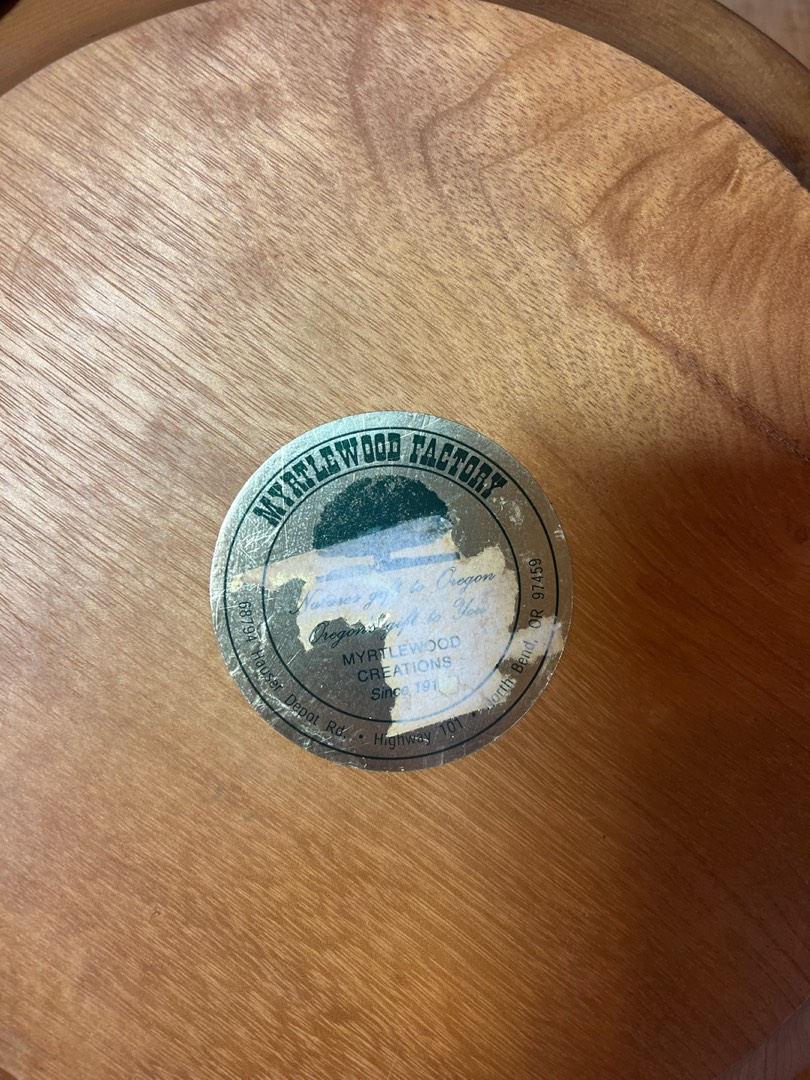 MYRTLEWOOD FACTORY
Nature's gift to Oregon
Oregon's gift to You
MYRTLEWOOD
CREATIONS
Since 191
68794 Hauser Depot Rd. • Highway 101 • North Bend, OR 97459